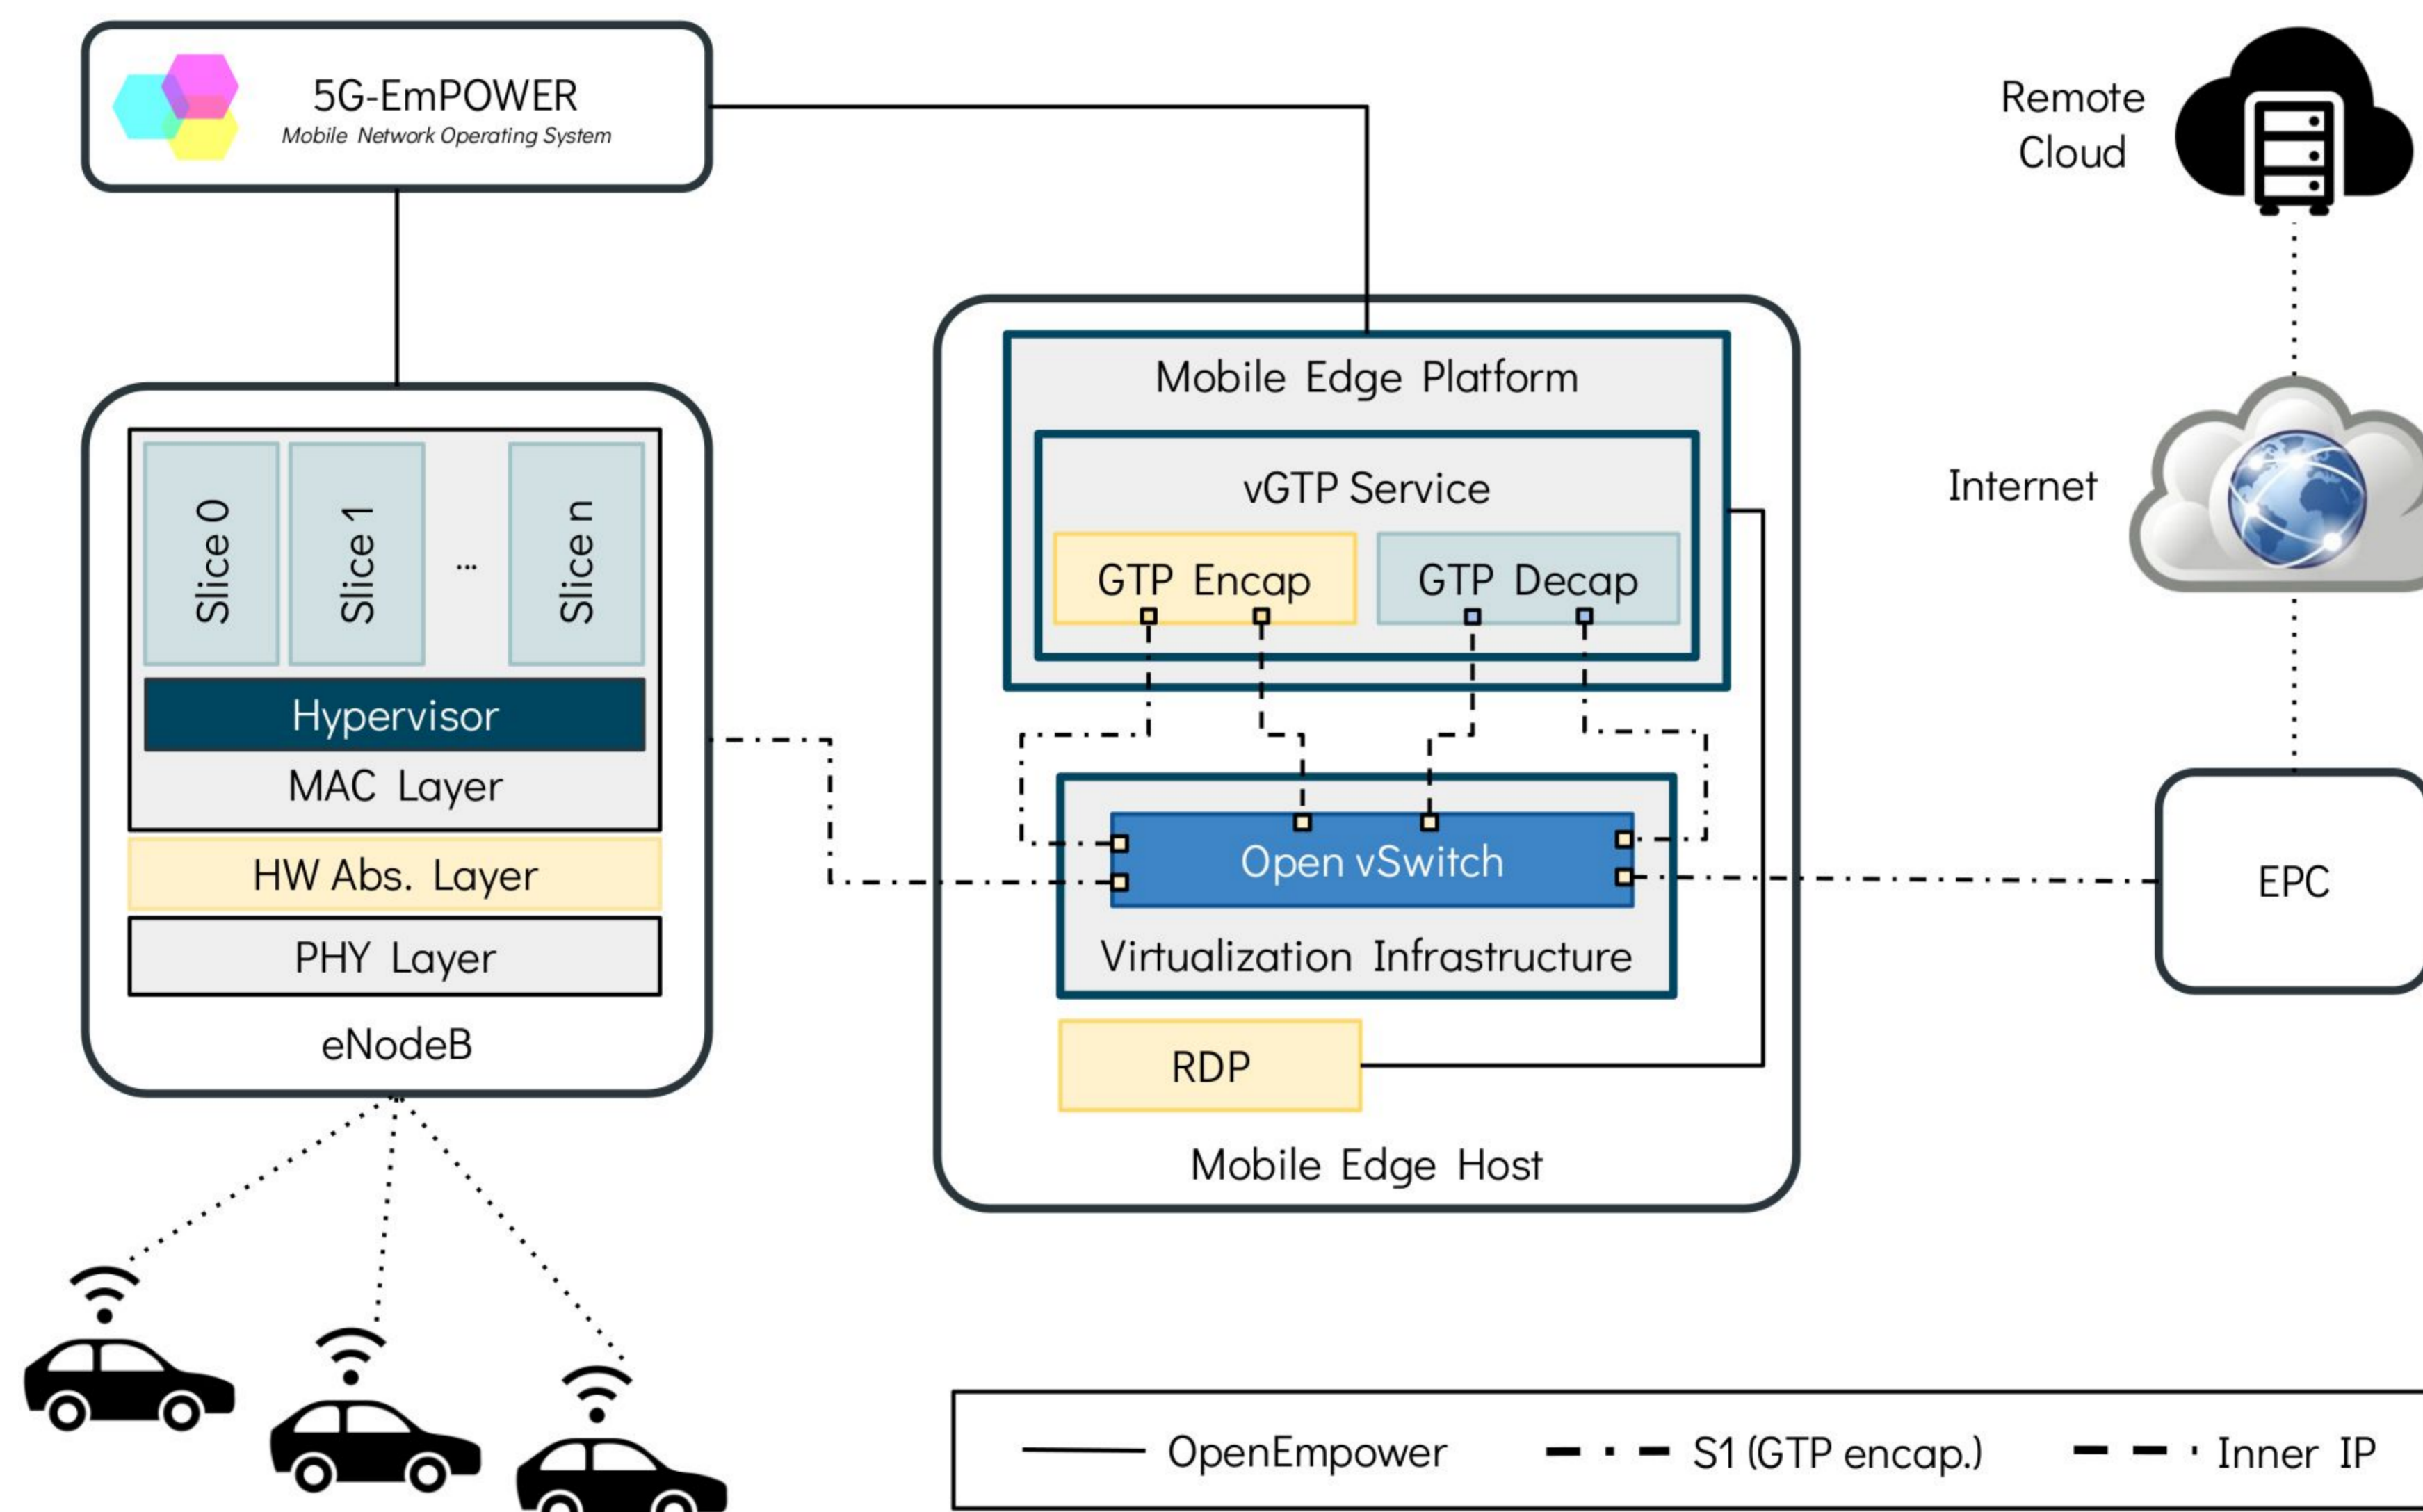 5G-EmPOWER
Mobile Network Operating System
Remote
Cloud
Mobile Edge Platform
vGTP Service
Internet
GTP Encap
GTP Decap
Slice 0
Slice 1
...
Slice n
Hypervisor
MAC Layer
HW Abs. Layer
PHY Layer
eNodeB
Open vSwitch
Virtualization Infrastructure
EPC
RDP
Mobile Edge Host
OpenEmpower
S1 (GTP encap.)
Inner IP